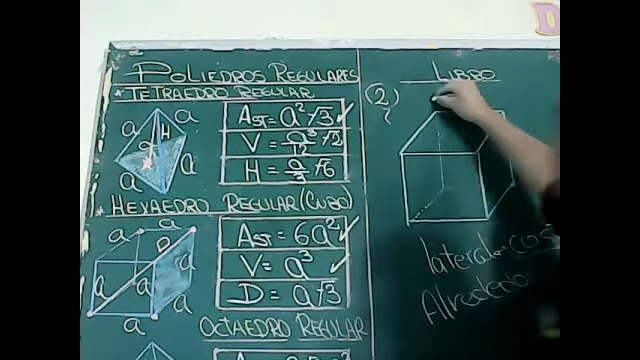 POLIEDROS REGULARES
* TETRAEDRO REGULAR
a a a a a H
AST = a²√3
V = a³/12 √2
H = a/3 √6
* HEXAEDRO REGULAR (CUBO)
a a a a a a a a D
AST = 6a²
V = a³
D = a√3
OCTAEDRO REGULAR
LIBRO
(2)
lateral
Alrededor